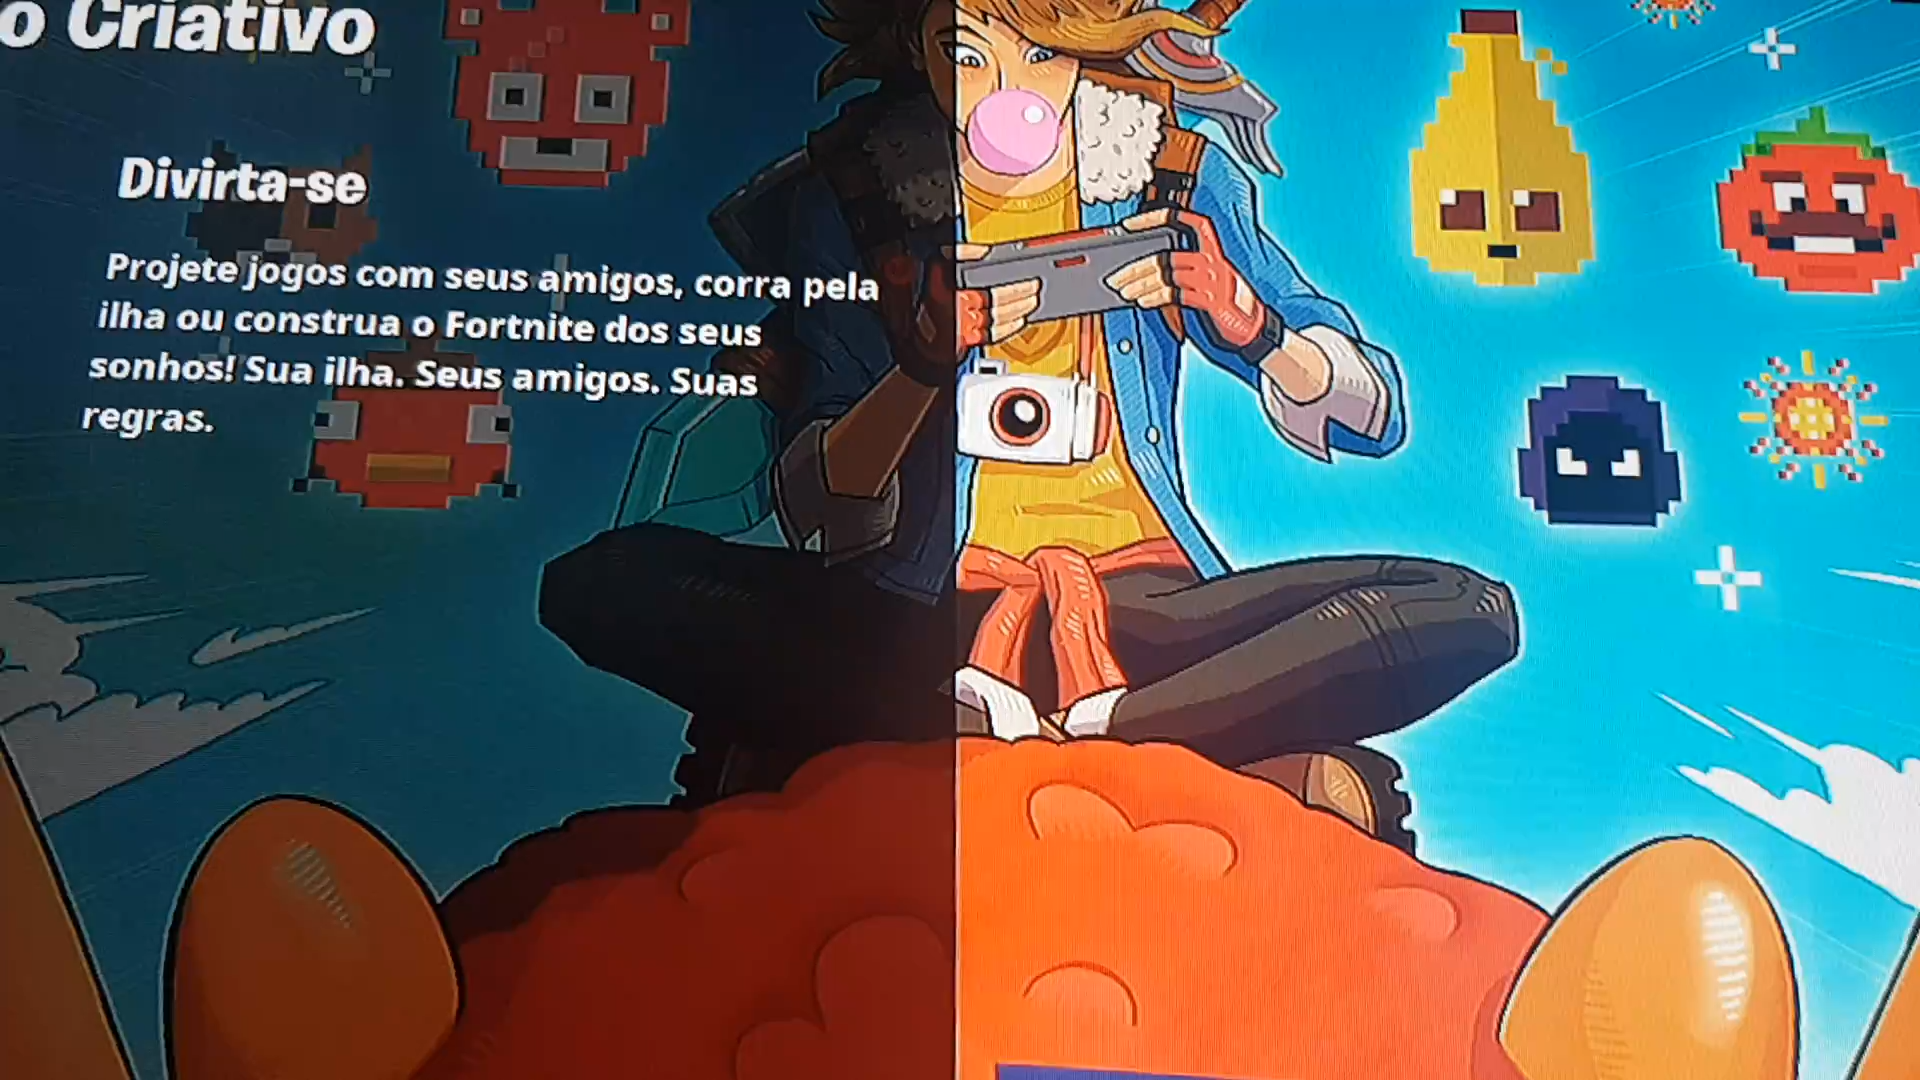 o Criativo
Divirta-se
Projete jogos com seus amigos, corra pela
ilha ou construa o Fortnite dos seus
sonhos! Sua ilha. Seus amigos. Suas
regras.